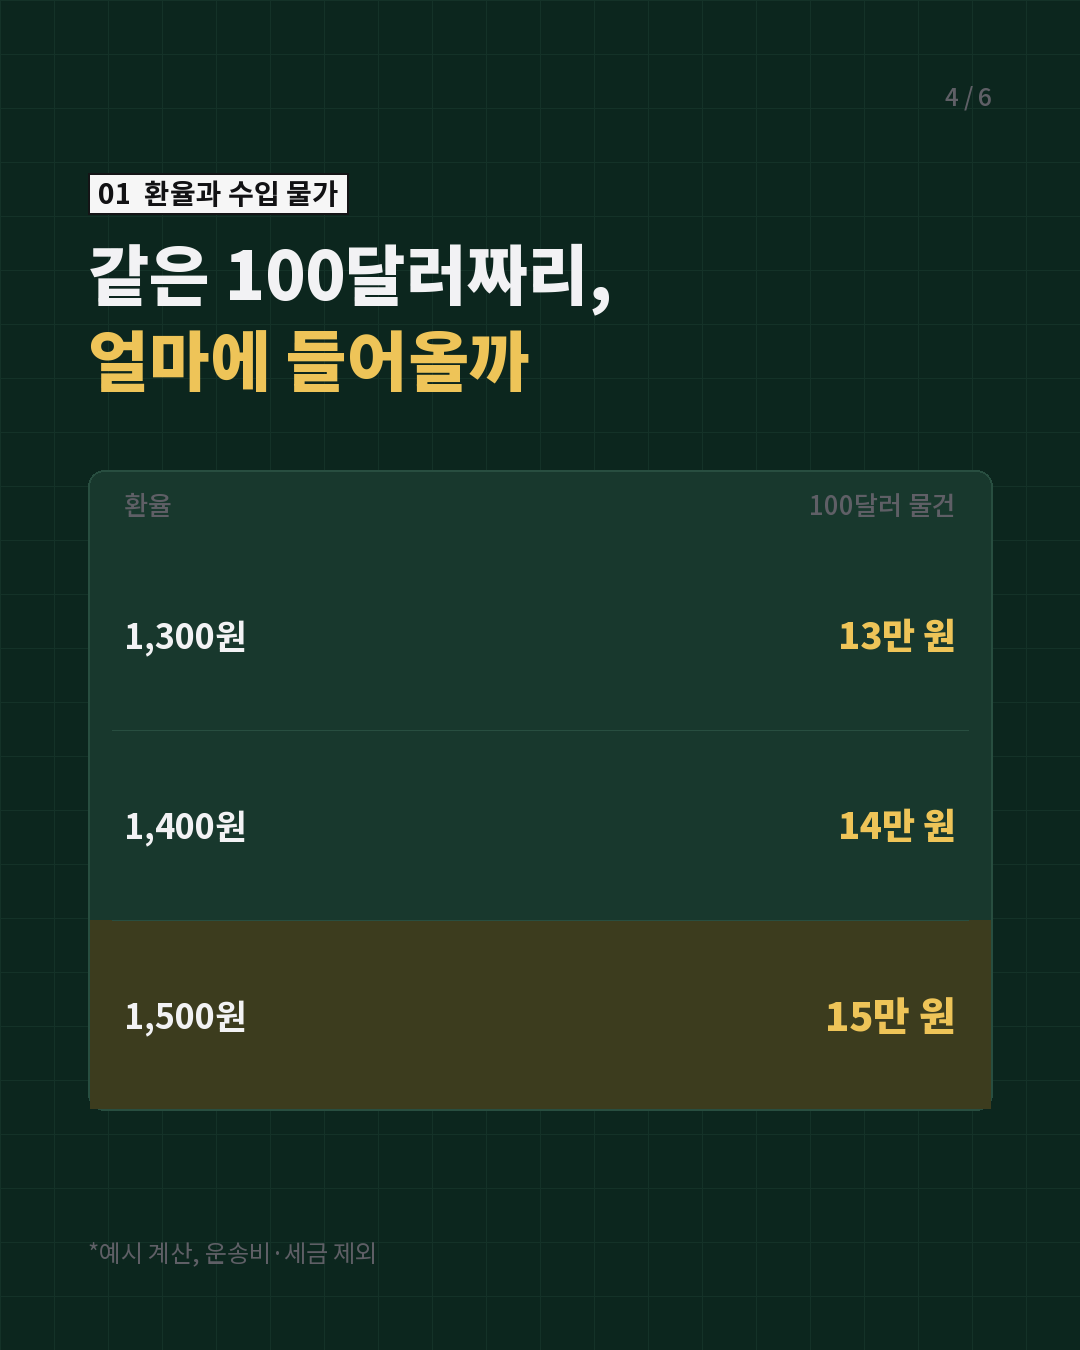 4 / 6
01 환율과 수입 물가
같은 100달러짜리,
얼마에 들어올까
환율 100달러 물건
1,300원 13만 원
1,400원 14만 원
1,500원 15만 원
*예시 계산, 운송비·세금 제외